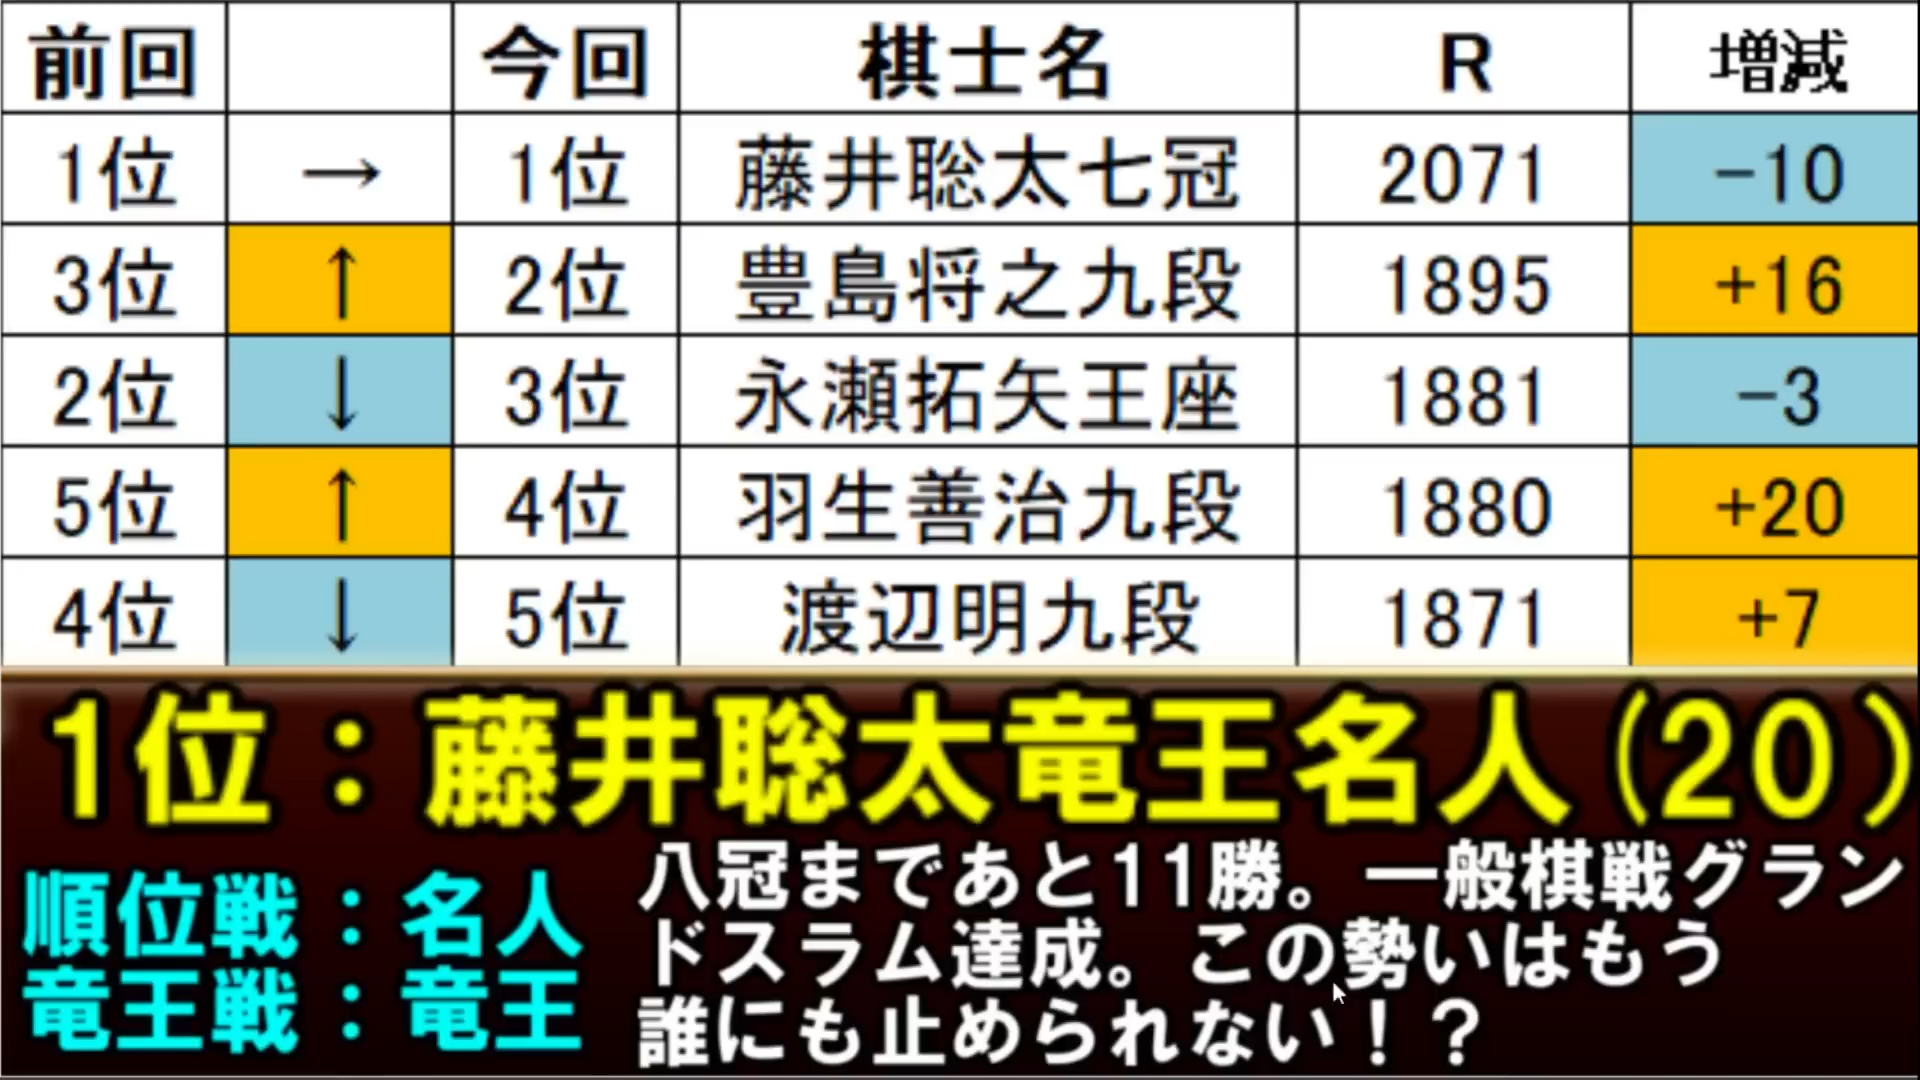 前回 今回 棋士名 R 増減
1位 → 1位 藤井聡太七冠 2071 -10
3位 ↑ 2位 豊島将之九段 1895 +16
2位 ↓ 3位 永瀬拓矢王座 1881 -3
5位 ↑ 4位 羽生善治九段 1880 +20
4位 ↓ 5位 渡辺明九段 1871 +7
1位：藤井聡太竜王名人(20)
順位戦：名人
竜王戦：竜王
八冠まであと11勝。一般棋戦グラン
ドスラム達成。この勢いはもう
誰にも止められない！？